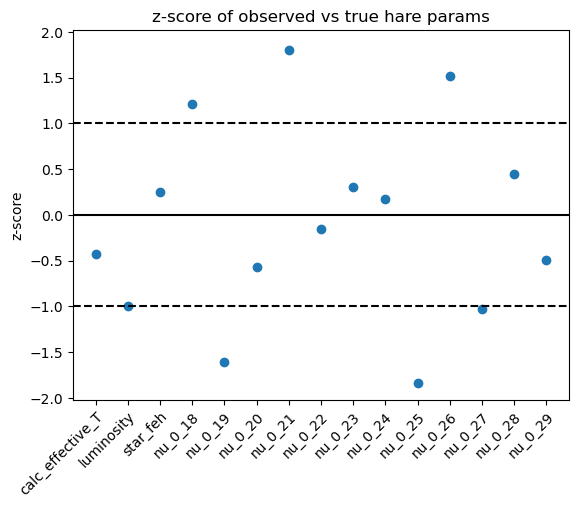 z-score of observed vs true hare params
z-score
2.0
1.5
1.0
0.5
0.0
−0.5
−1.0
−1.5
−2.0
calc_effective_T
luminosity
star_feh
nu_0_18
nu_0_19
nu_0_20
nu_0_21
nu_0_22
nu_0_23
nu_0_24
nu_0_25
nu_0_26
nu_0_27
nu_0_28
nu_0_29